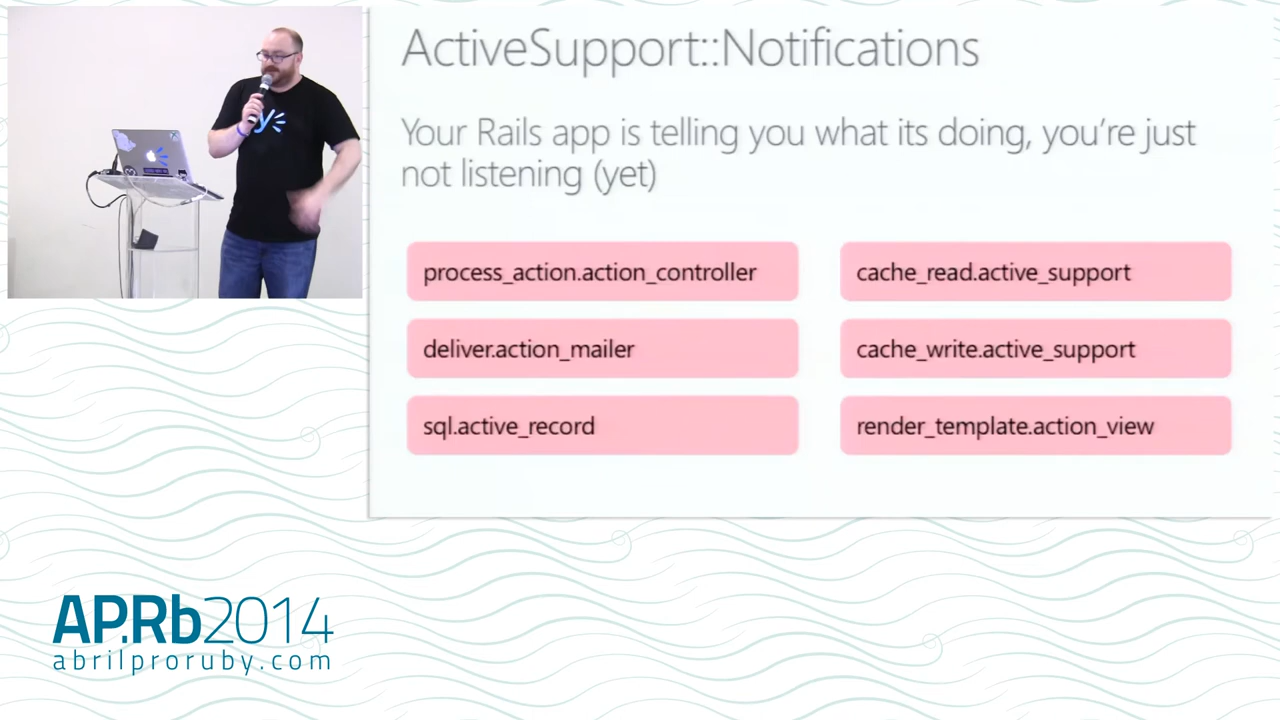 ActiveSupport::Notifications
Your Rails app is telling you what its doing, you're just
not listening (yet)
process_action.action_controller
cache_read.active_support
deliver.action_mailer
cache_write.active_support
sql.active_record
render_template.action_view
y
AP.Rb2014
abrilproruby.com